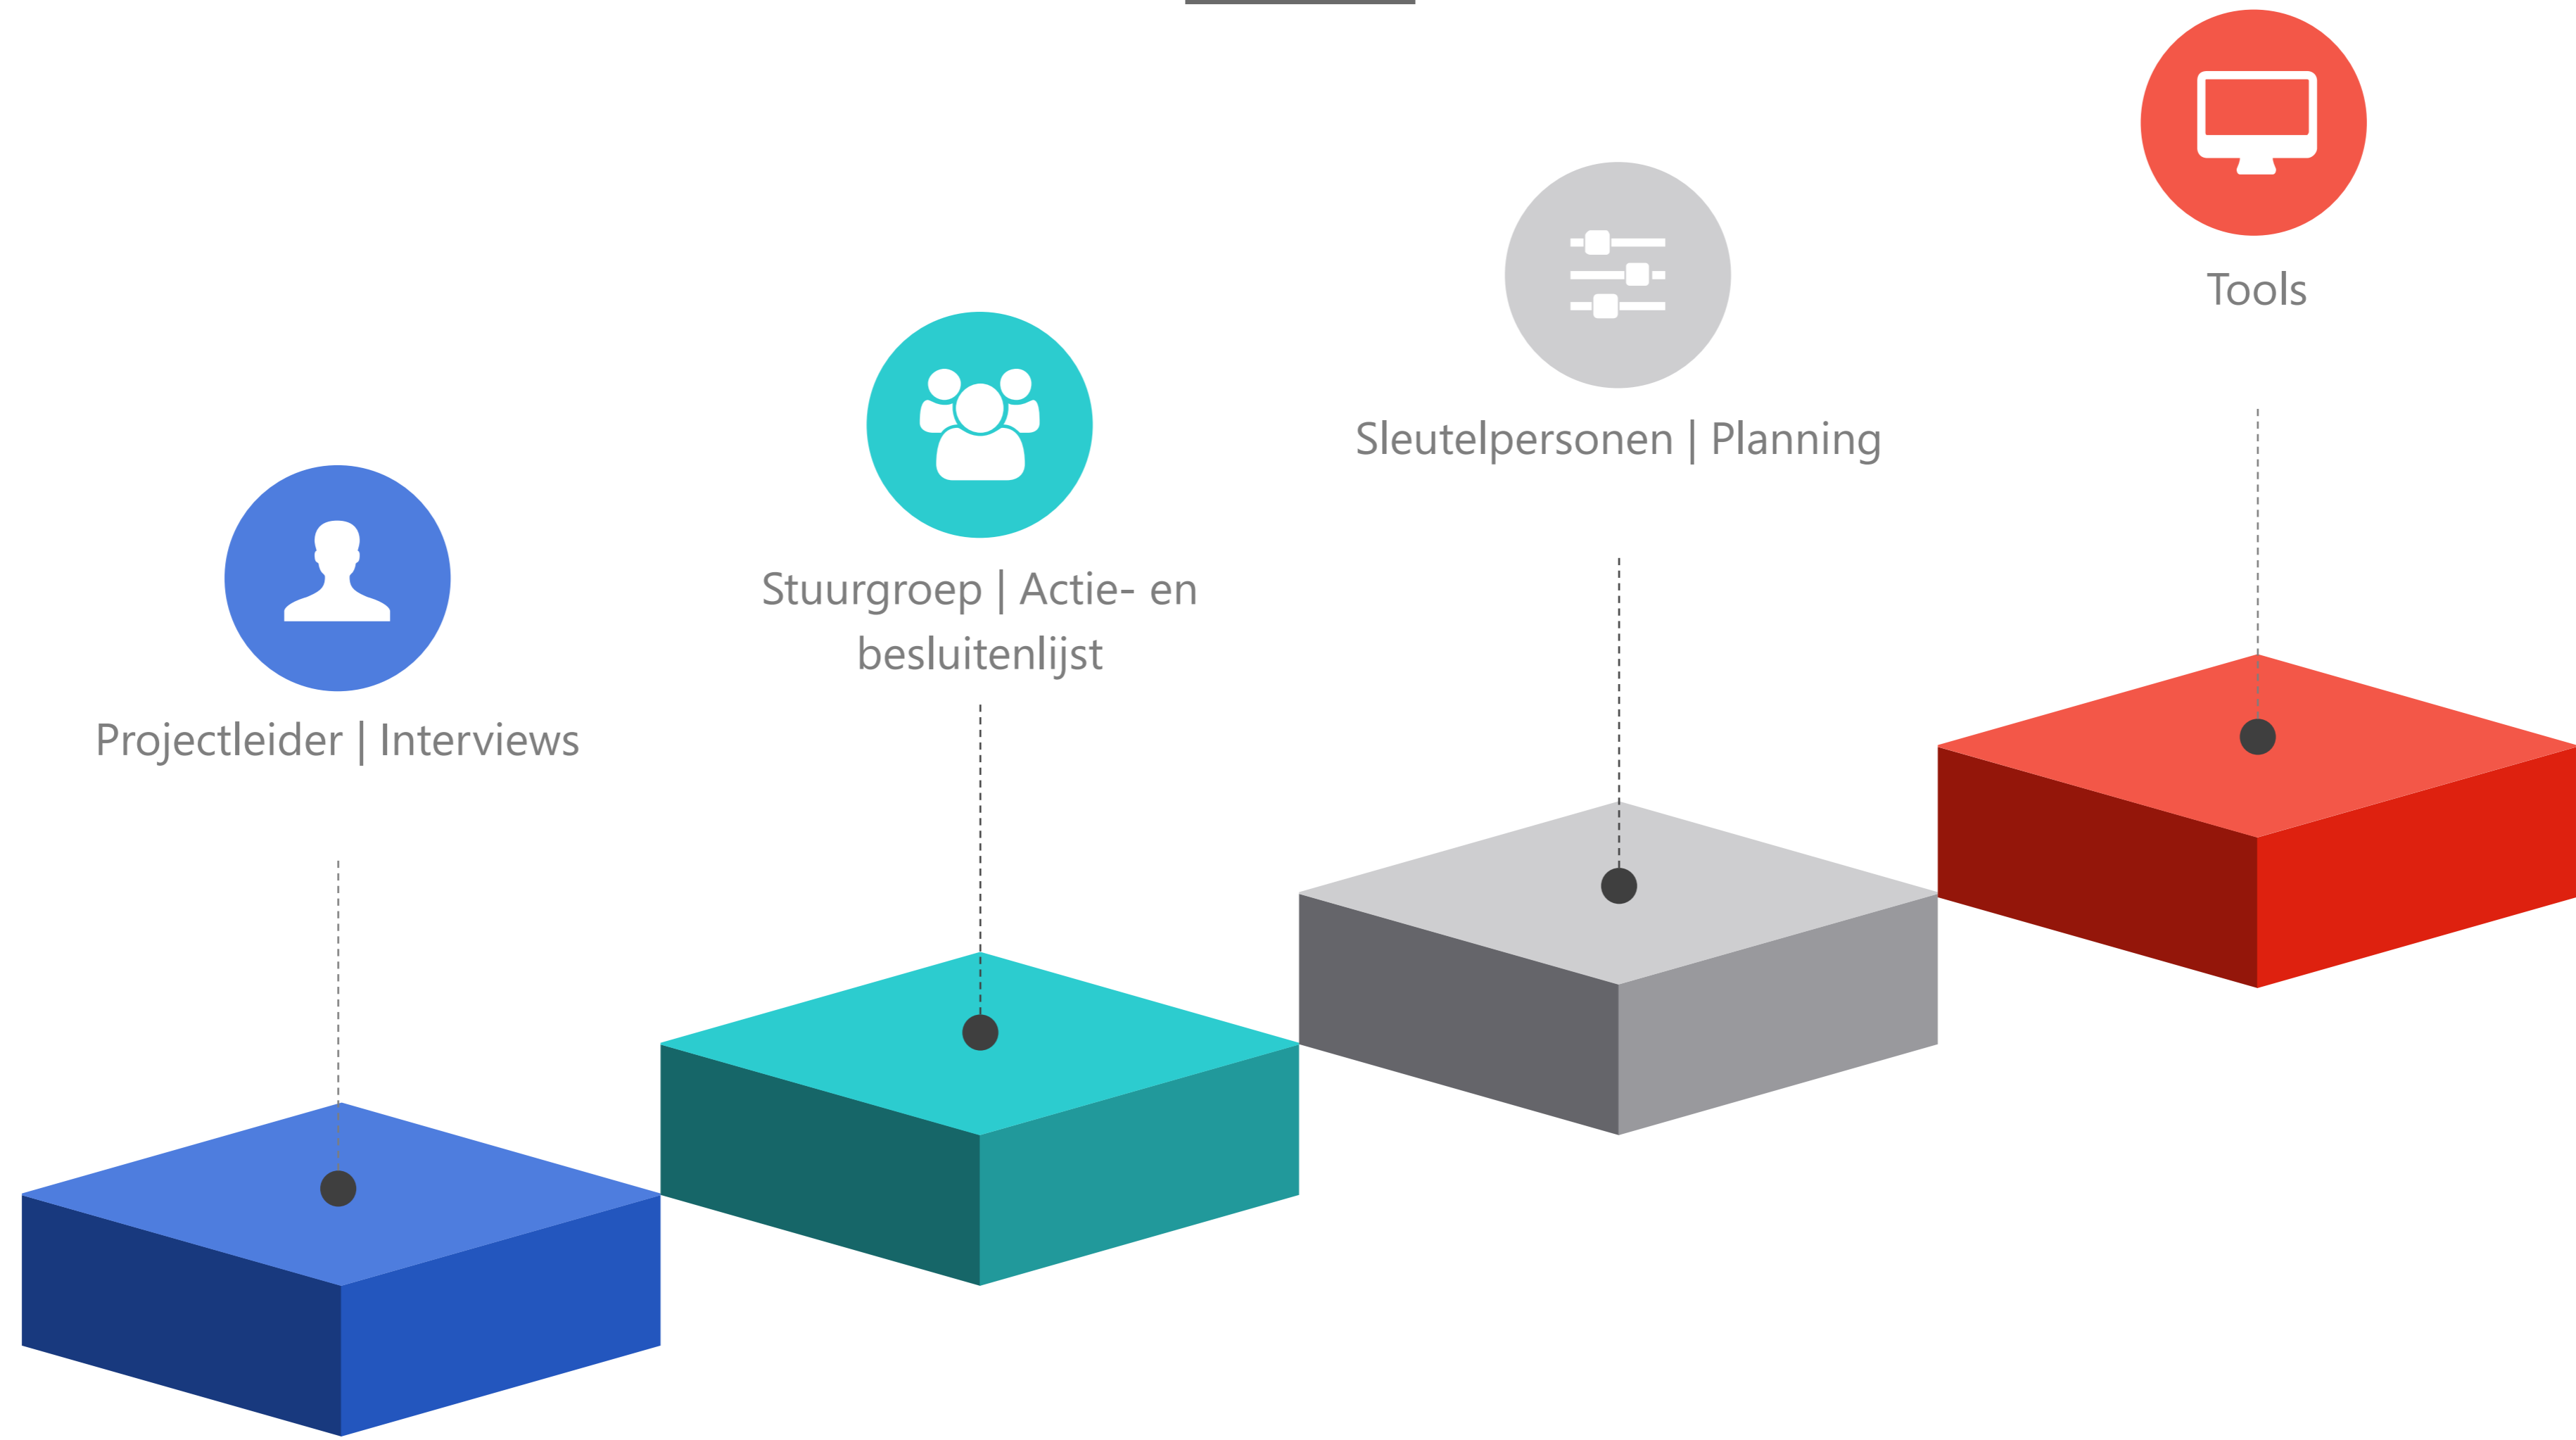 Projectleider | Interviews
Stuurgroep | Actie- en
besluitenlijst
Sleutelpersonen | Planning
Tools